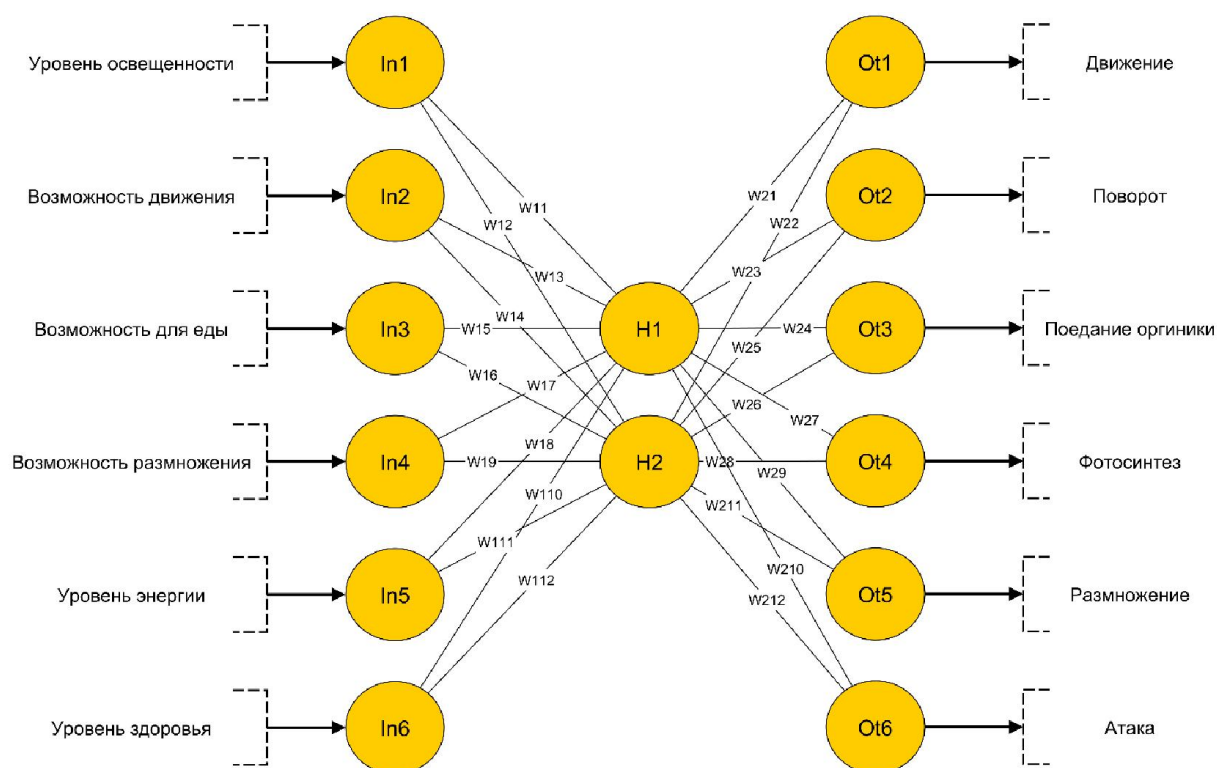 Уровень освещенности
In1
Ot1
Движение
W11
W12
W21
W22
Возможность движения
In2
Ot2
Поворот
W13
W14
W23
W25
Возможность для еды
In3
W15
H1
W24
Ot3
Поедание оргиники
W16
W17
W26
W27
Возможность размножения
In4
W19
H2
W28
Ot4
Фотосинтез
W18
W29
W110
W211
W111
W112
W210
W212
Уровень энергии
In5
Ot5
Размножение
Уровень здоровья
In6
Ot6
Атака